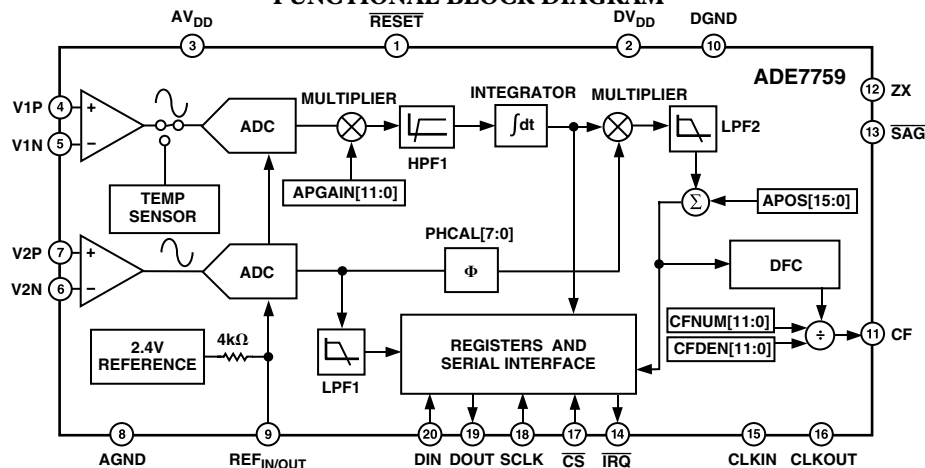 FUNCTIONAL BLOCK DIAGRAM
AVDD
RESET
DVDD
DGND
3
1
2
10
ADE7759
V1P 4
+
V1N 5
−
ADC
MULTIPLIER
HPF1
INTEGRATOR
∫dt
MULTIPLIER
LPF2
12 ZX
13 SAG
TEMP
SENSOR
APGAIN[11:0]
Σ
APOS[15:0]
V2P 7
+
V2N 6
−
ADC
PHCAL[7:0]
Φ
DFC
2.4V
REFERENCE
4kΩ
LPF1
REGISTERS AND
SERIAL INTERFACE
CFNUM[11:0]
CFDEN[11:0]
÷
11 CF
8
9
20
19
18
17
14
15
16
AGND
REFIN/OUT
DIN
DOUT
SCLK
CS
IRQ
CLKIN
CLKOUT